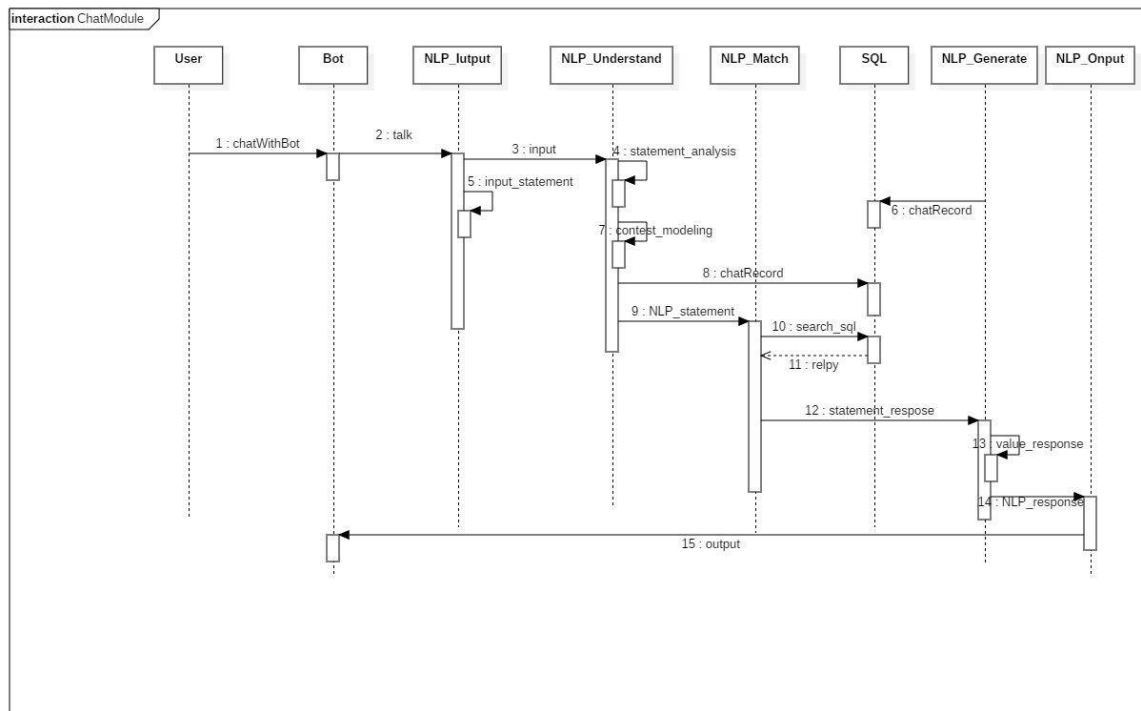 interaction ChatModule
User
Bot
NLP_Iutput
NLP_Understand
NLP_Match
SQL
NLP_Generate
NLP_Onput
1 : chatWithBot
2 : talk
3 : input
4 : statement_analysis
5 : input_statement
6 : chatRecord
7 : contest_modeling
8 : chatRecord
9 : NLP_statement
10 : search_sql
11 : relpy
12 : statement_respose
13 : value_response
14 : NLP_response
15 : output